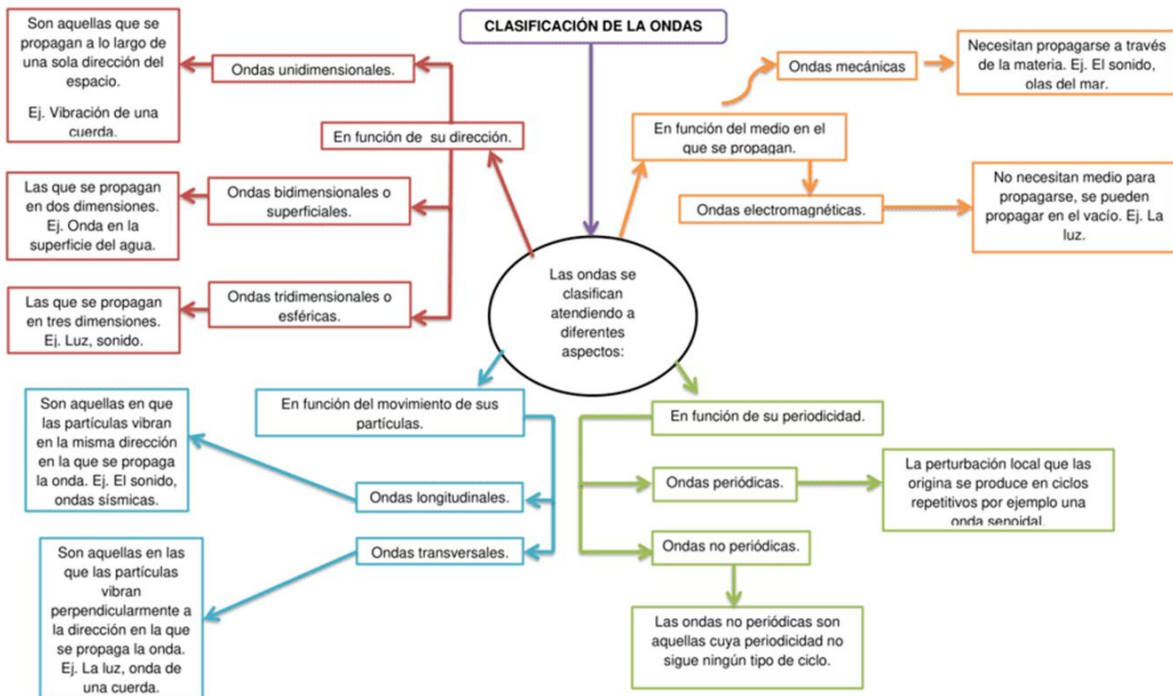 CLASIFICACIÓN DE LA ONDAS
Son aquellas que se
propagan a lo largo de
una sola dirección del
espacio.
Ej. Vibración de una
cuerda.
Ondas unidimensionales.
En función de su dirección.
Las que se propagan
en dos dimensiones.
Ej. Onda en la
superficie del agua.
Ondas bidimensionales o
superficiales.
Las que se propagan
en tres dimensiones.
Ej. Luz, sonido.
Ondas tridimensionales o
esféricas.
Ondas mecánicas
Necesitan propagarse a través
de la materia. Ej. El sonido,
olas del mar.
En función del medio en el
que se propagan.
Ondas electromagnéticas.
No necesitan medio para
propagarse, se pueden
propagar en el vacío. Ej. La
luz.
Las ondas se
clasifican
atendiendo a
diferentes
aspectos:
En función del movimiento de sus
partículas.
Son aquellas en que
las partículas vibran
en la misma dirección
en la que se propaga
la onda. Ej. El sonido,
ondas sísmicas.
Ondas longitudinales.
Ondas transversales.
Son aquellas en las
que las partículas
vibran
perpendicularmente a
la dirección en la que
se propaga la onda.
Ej. La luz, onda de
una cuerda.
En función de su periodicidad.
Ondas periódicas.
La perturbación local que las
origina se produce en ciclos
repetitivos por ejemplo una
onda senoidal.
Ondas no periódicas.
Las ondas no periódicas son
aquellas cuya periodicidad no
sigue ningún tipo de ciclo.